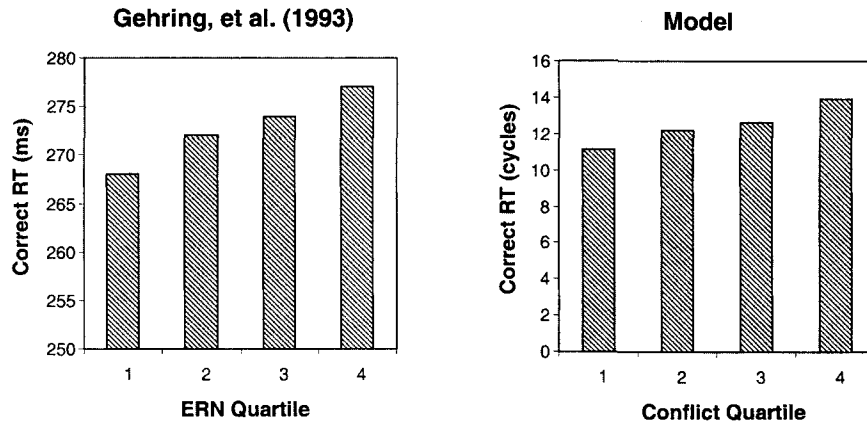 Gehring, et al. (1993)
280
275
270
265
260
255
250
Correct RT (ms)
1 2 3 4
ERN Quartile
Model
16
14
12
10
8
6
4
2
0
Correct RT (cycles)
1 2 3 4
Conflict Quartile